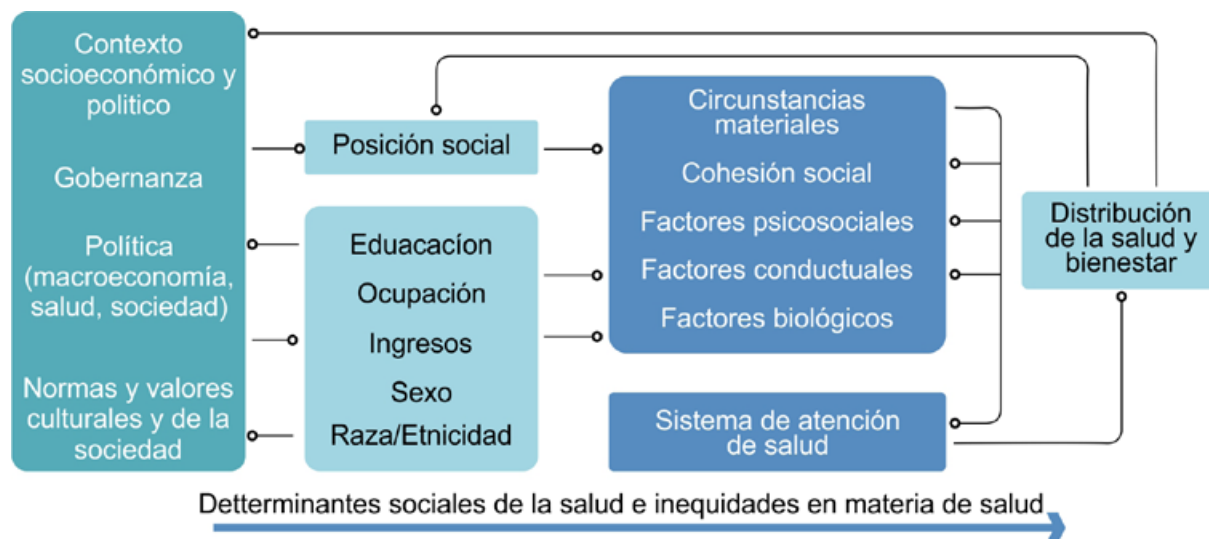 Contexto
socioeconómico y
politico
Gobernanza
Política
(macroeconomía,
salud, sociedad)
Normas y valores
culturales y de la
sociedad
Posición social
Eduacacíon
Ocupación
Ingresos
Sexo
Raza/Etnicidad
Circunstancias
materiales
Cohesión social
Factores psicosociales
Factores conductuales
Factores biológicos
Sistema de atención
de salud
Distribución
de la salud y
bienestar
Detterminantes sociales de la salud e inequidades en materia de salud